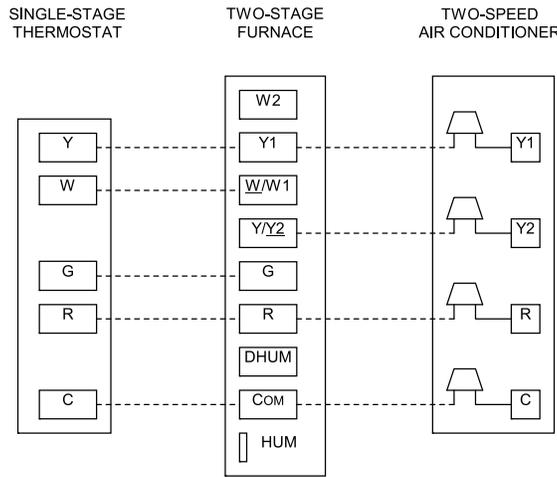 SINGLE-STAGE
THERMOSTAT
TWO-STAGE
FURNACE
TWO-SPEED
AIR CONDITIONER
W2
Y Y1 Y1
W W/W1
Y/Y2 Y2
G G
R R R
DHUM
C COM C
HUM